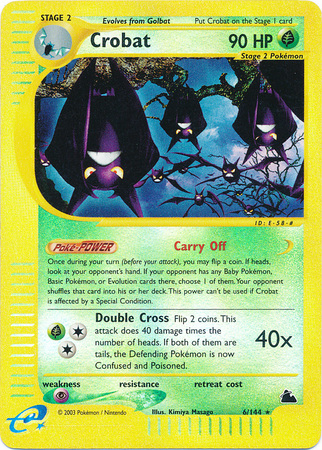 STAGE 2
Evolves from Golbat
Put Crobat on the Stage 1 card
Crobat
90 HP
Stage 2 Pokémon
ID: E-58-#
POKé-POWER
Carry Off
Once during your turn (before your attack), you may flip a coin. If heads,
look at your opponent's hand. If your opponent has any Baby Pokémon,
Basic Pokémon, or Evolution cards there, choose 1 of them. Your opponent
shuffles that card into his or her deck. This power can't be used if Crobat
is affected by a Special Condition.
Double Cross Flip 2 coins. This
attack does 40 damage times
the number of heads. If both of them are
tails, the Defending Pokémon is now
Confused and Poisoned.
40x
weakness
resistance
retreat cost
e
© 2003 Pokémon / Nintendo
Illus. Kimiya Masago
6/144 ★